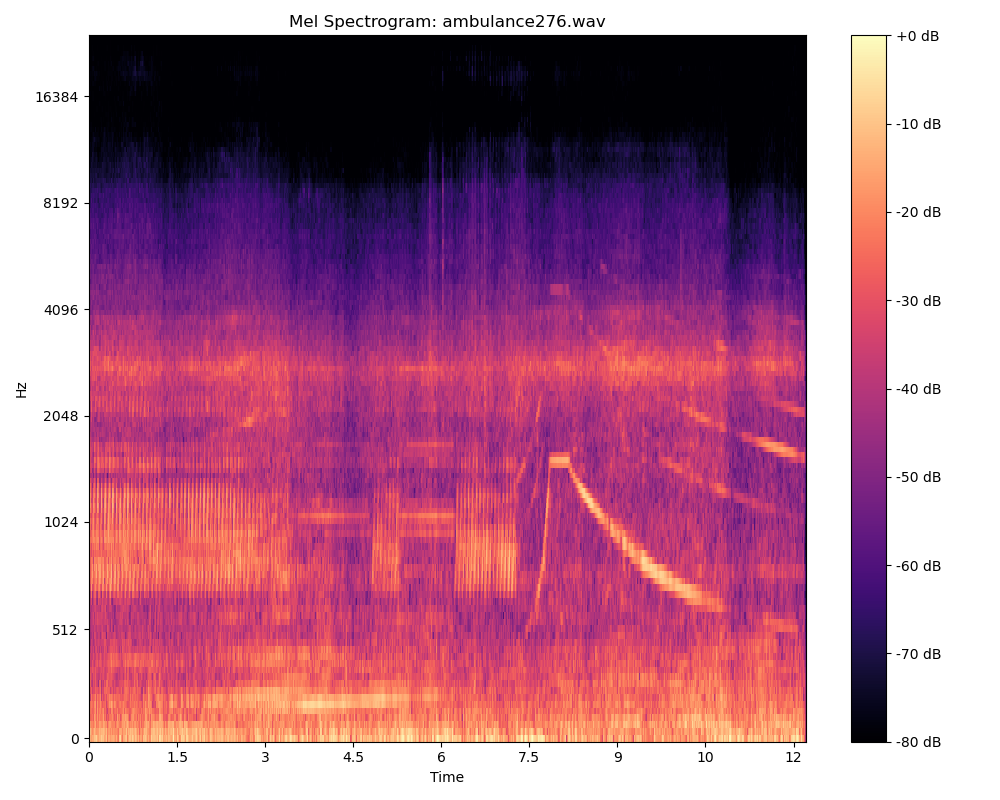 Mel Spectrogram: ambulance276.wav
+0 dB
16384
-10 dB
8192
-20 dB
4096
-30 dB
Hz
2048
-40 dB
-50 dB
1024
-60 dB
512
-70 dB
0
-80 dB
0 1.5 3 4.5 6 7.5 9 10 12
Time